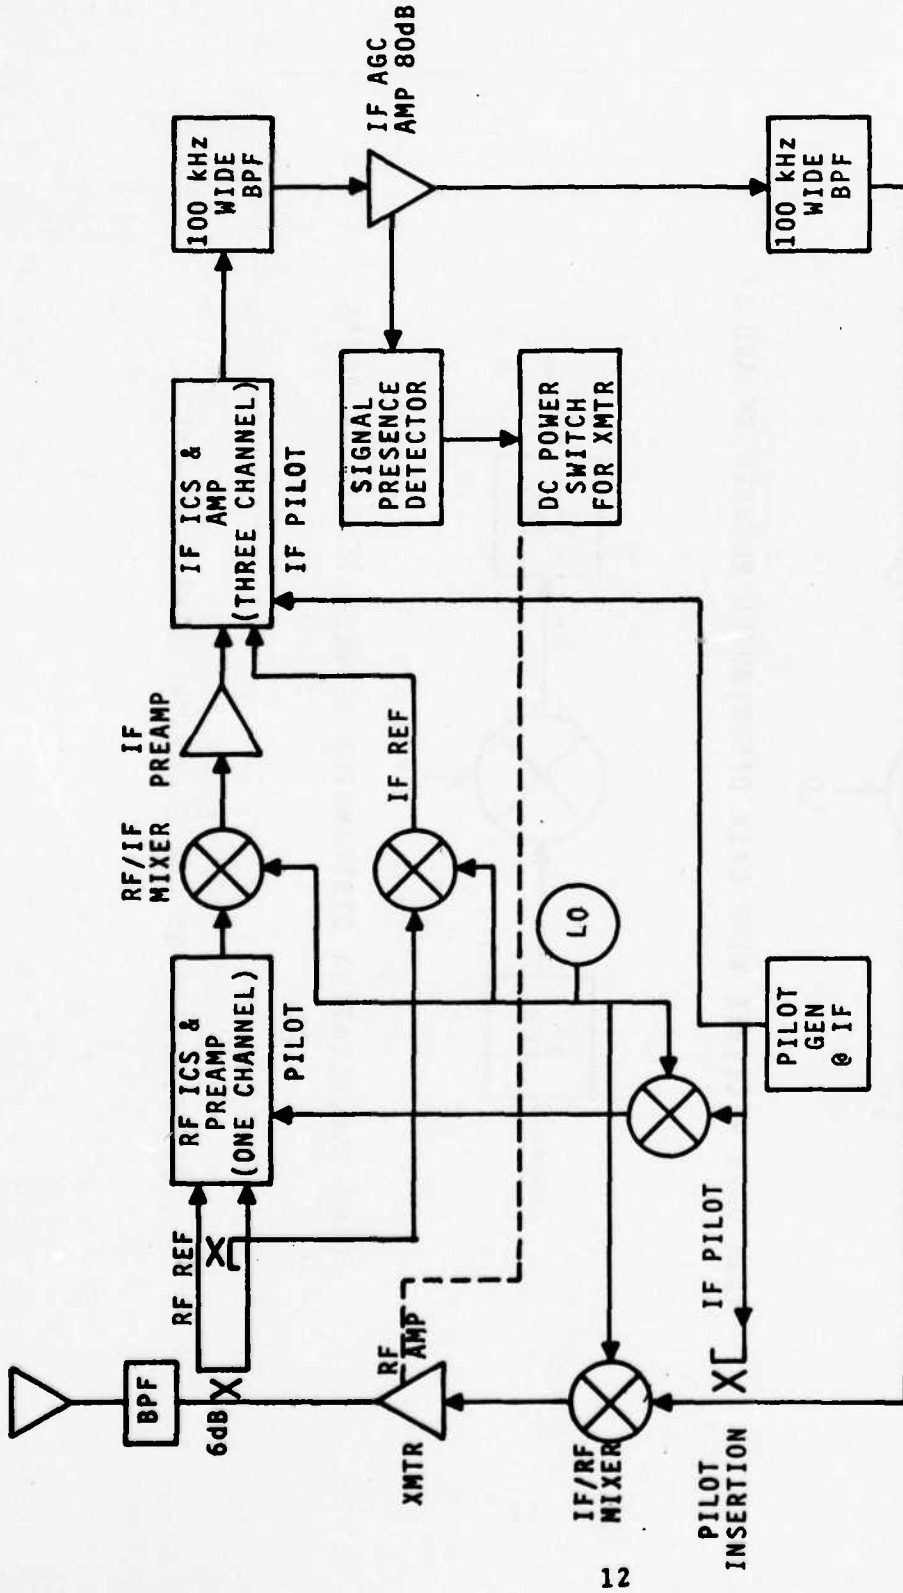 BPF
6dB
RF REF
RF ICS &
PREAMP
(ONE CHANNEL)
PILOT
RF/IF
MIXER
IF
PREAMP
IF ICS &
AMP
(THREE CHANNEL)
IF PILOT
100 kHz
WIDE
BPF
IF REF
SIGNAL
PRESENCE
DETECTOR
IF AGC
AMP 80dB
XMTR
RF
AMP
LO
DC POWER
SWITCH
FOR XMTR
IF/RF
MIXER
PILOT
INSERTION
IF PILOT
PILOT
GEN
@ IF
100 kHz
WIDE
BPF
12